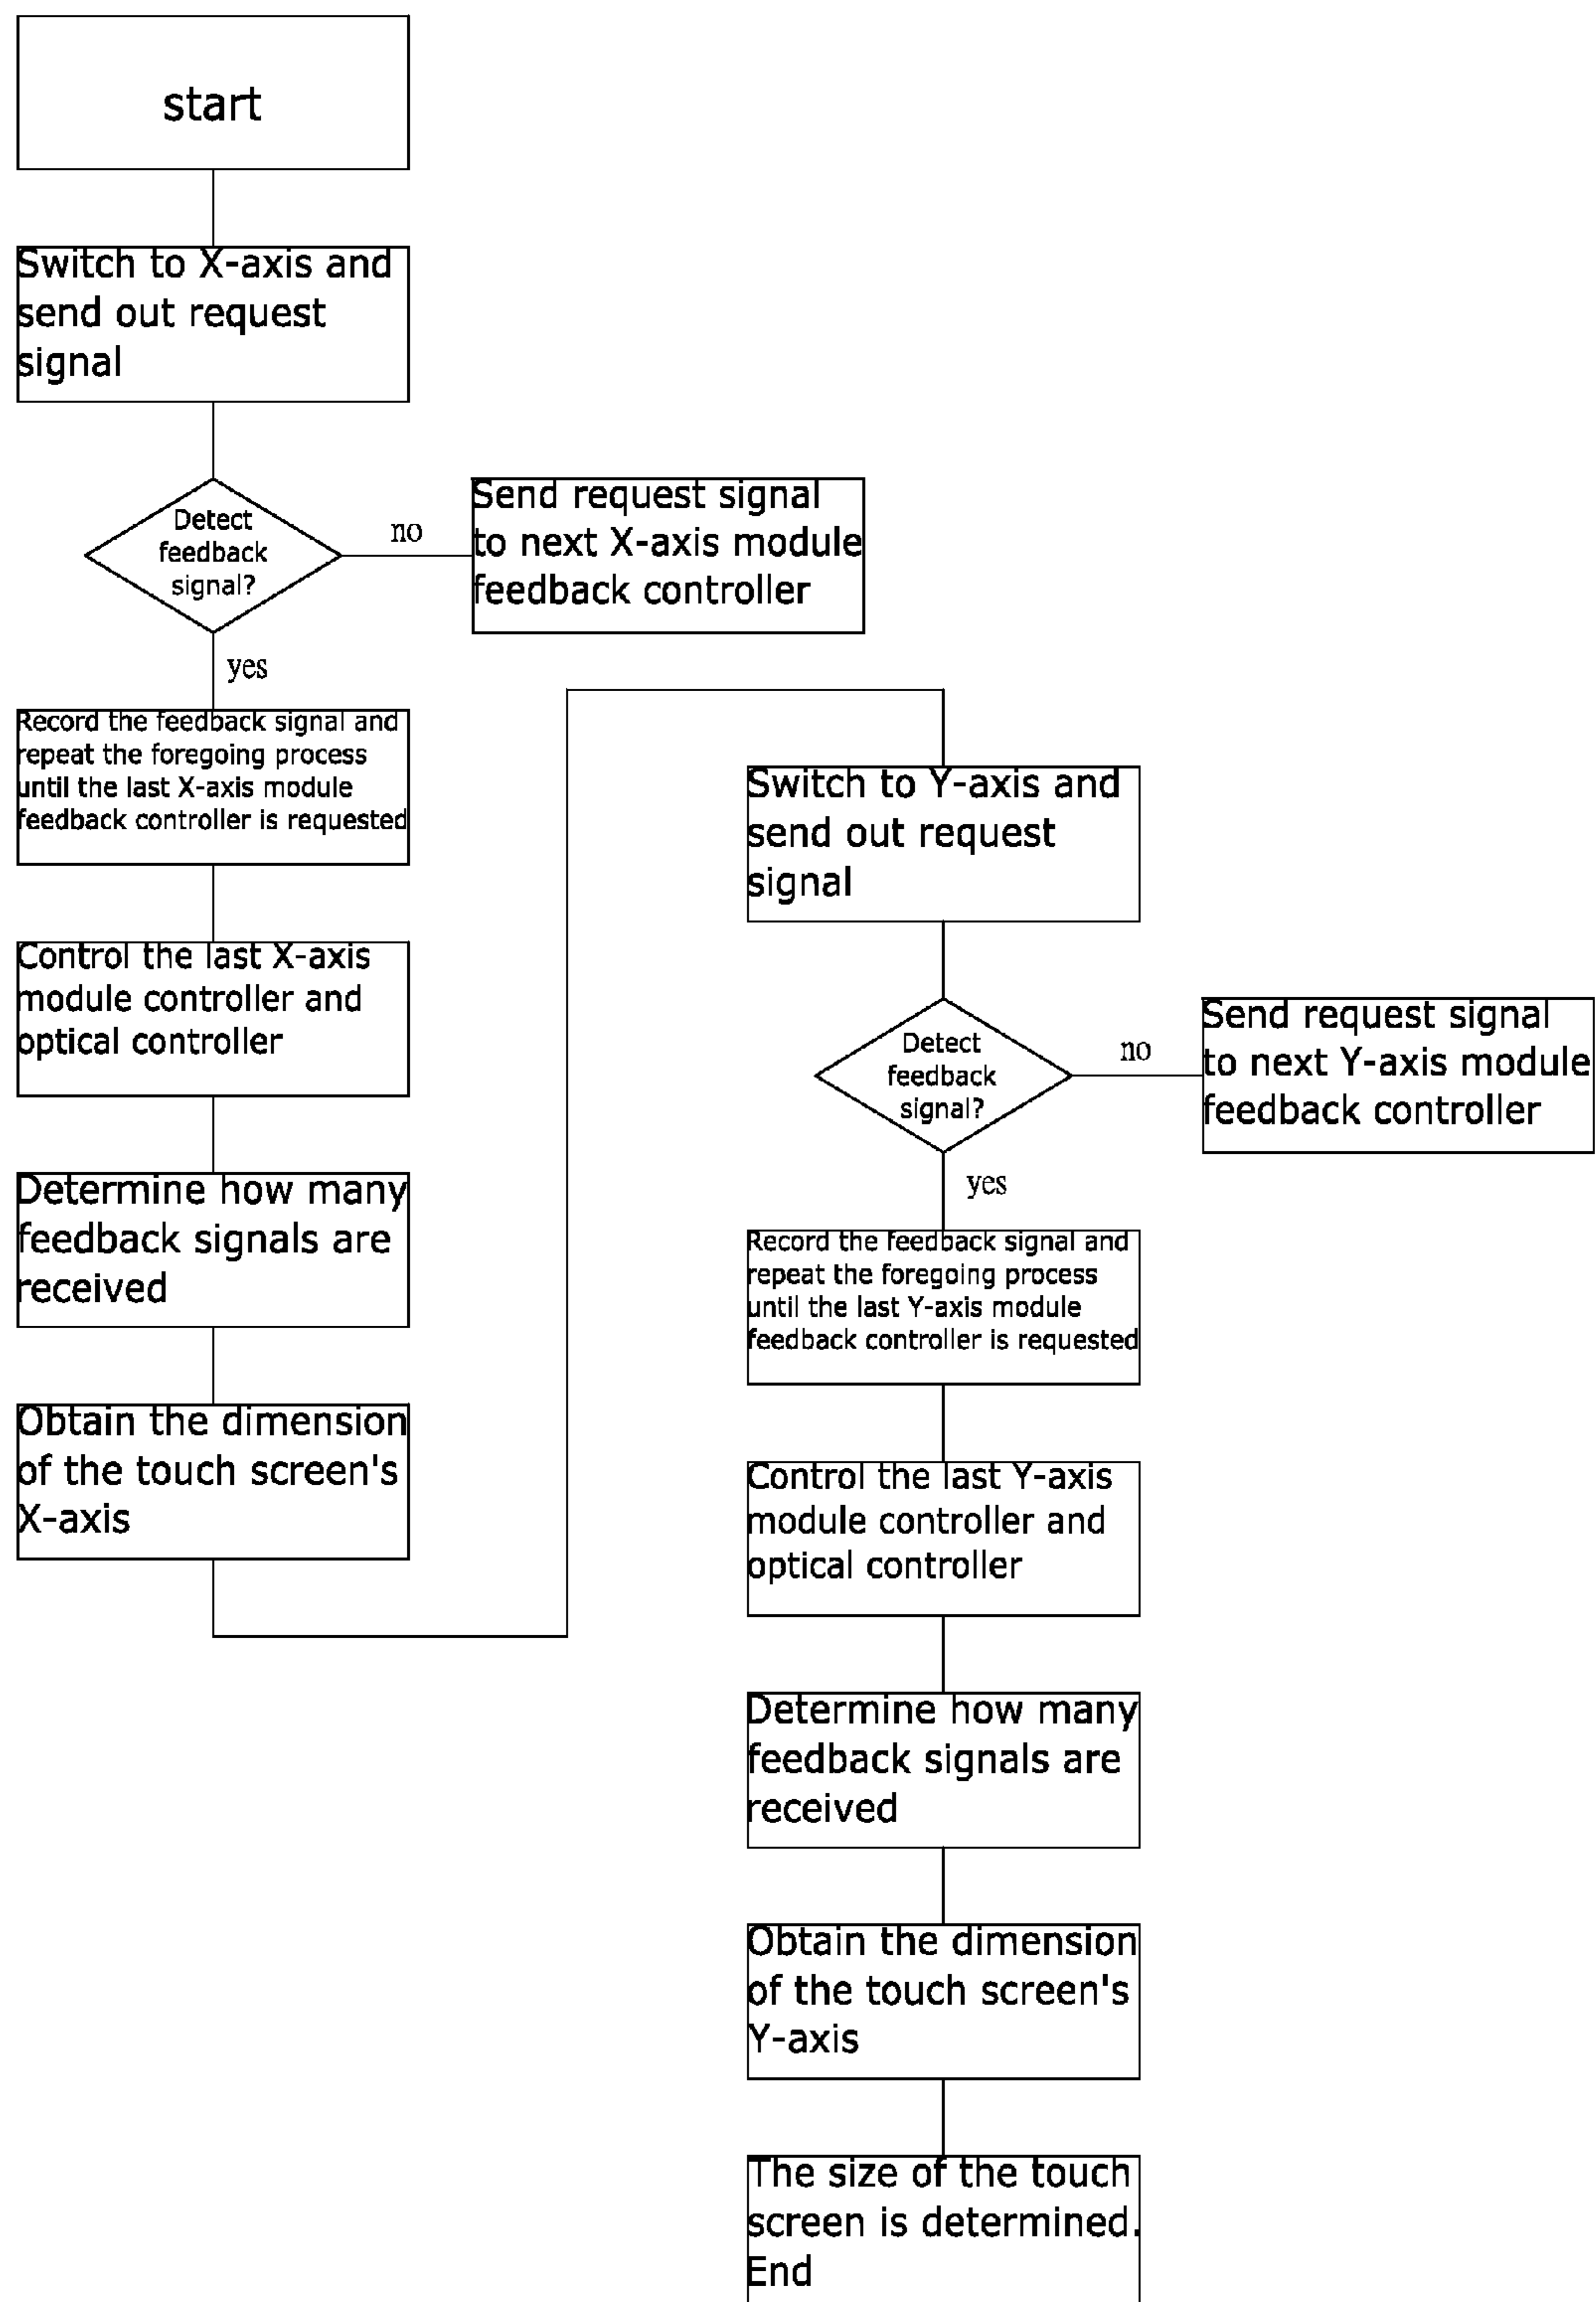 start
Switch to X-axis and
send out request
signal
Detect
feedback
signal?
no
Send request signal
to next X-axis module
feedback controller
yes
Record the feedback signal and
repeat the foregoing process
until the last X-axis module
feedback controller is requested
Control the last X-axis
module controller and
optical controller
Determine how many
feedback signals are
received
Obtain the dimension
of the touch screen's
X-axis
Switch to Y-axis and
send out request
signal
Detect
feedback
signal?
no
Send request signal
to next Y-axis module
feedback controller
yes
Record the feedback signal and
repeat the foregoing process
until the last Y-axis module
feedback controller is requested
Control the last Y-axis
module controller and
optical controller
Determine how many
feedback signals are
received
Obtain the dimension
of the touch screen's
Y-axis
The size of the touch
screen is determined.
End